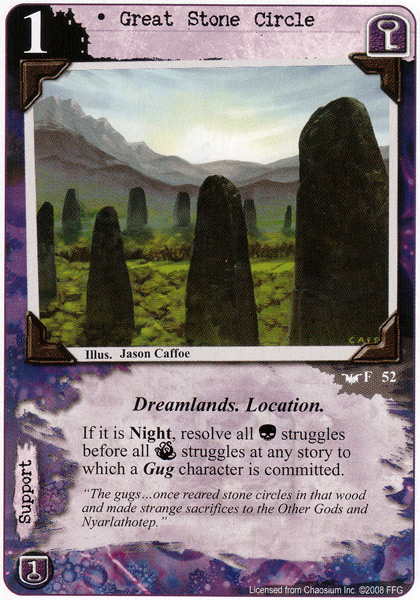 1
• Great Stone Circle
CAFF
Illus. Jason Caffoe
F 52
Dreamlands. Location.
If it is Night, resolve all struggles
before all struggles at any story to
which a Gug character is committed.
Support
"The gugs...once reared stone circles in that wood
and made strange sacrifices to the Other Gods and
Nyarlathotep."
1
Licensed from Chaosium Inc. ©2008 FFG